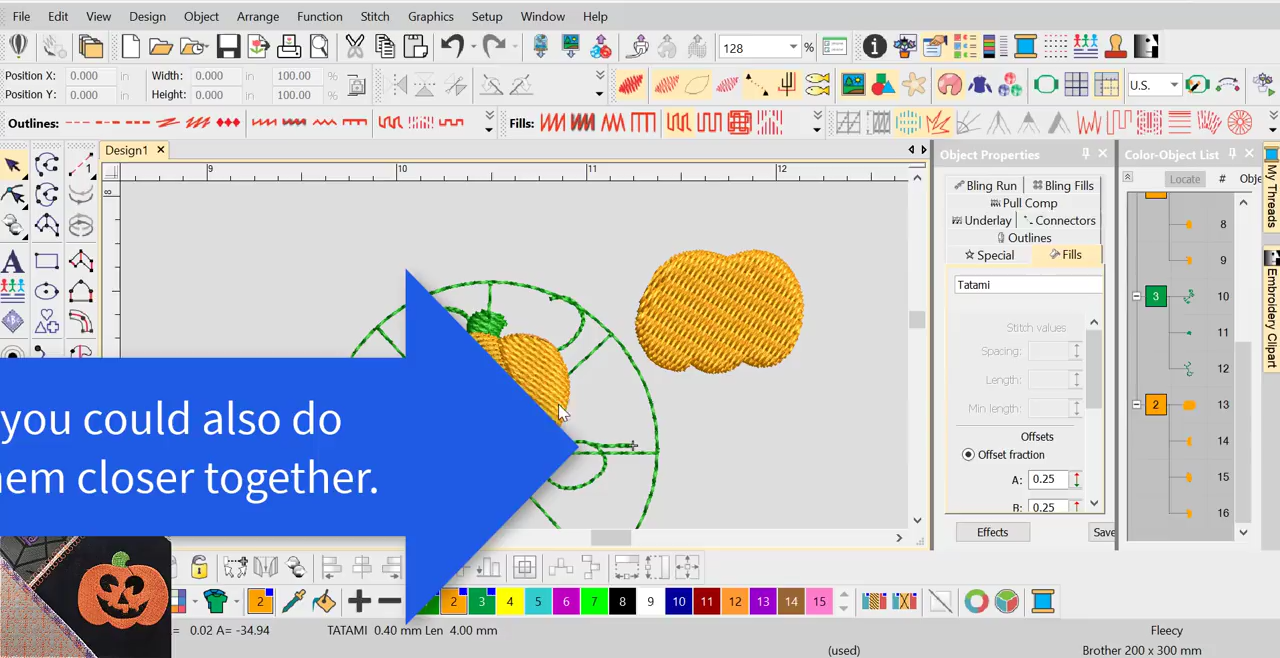 File Edit View Design Object Arrange Function Stitch Graphics Setup Window Help
128 %
Position X: 0.000 in Width: 0.000 in 100.00 %
Position Y: 0.000 in Height: 0.000 in 100.00 %
U.S.
Outlines: Fills:
Design1
9 10 11 12
Object Properties
Bling Run Bling Fills
Pull Comp
Underlay Connectors
Outlines
Special Fills
Tatami
Stitch values
Spacing:
Length:
Min length:
Offsets
Offset fraction
A: 0.25
B: 0.25
Effects Save
Color-Object List
Locate # Obje
8
9
3 10
11
12
2 13
14
15
16
My Threads
Embroidery Clipart
you could also do
em closer together.
2 2 3 4 5 6 7 8 9 10 11 12 13 14 15
= 0.02 A= -34.94 TATAMI 0.40 mm Len 4.00 mm Fleecy
(used) Brother 200 x 300 mm